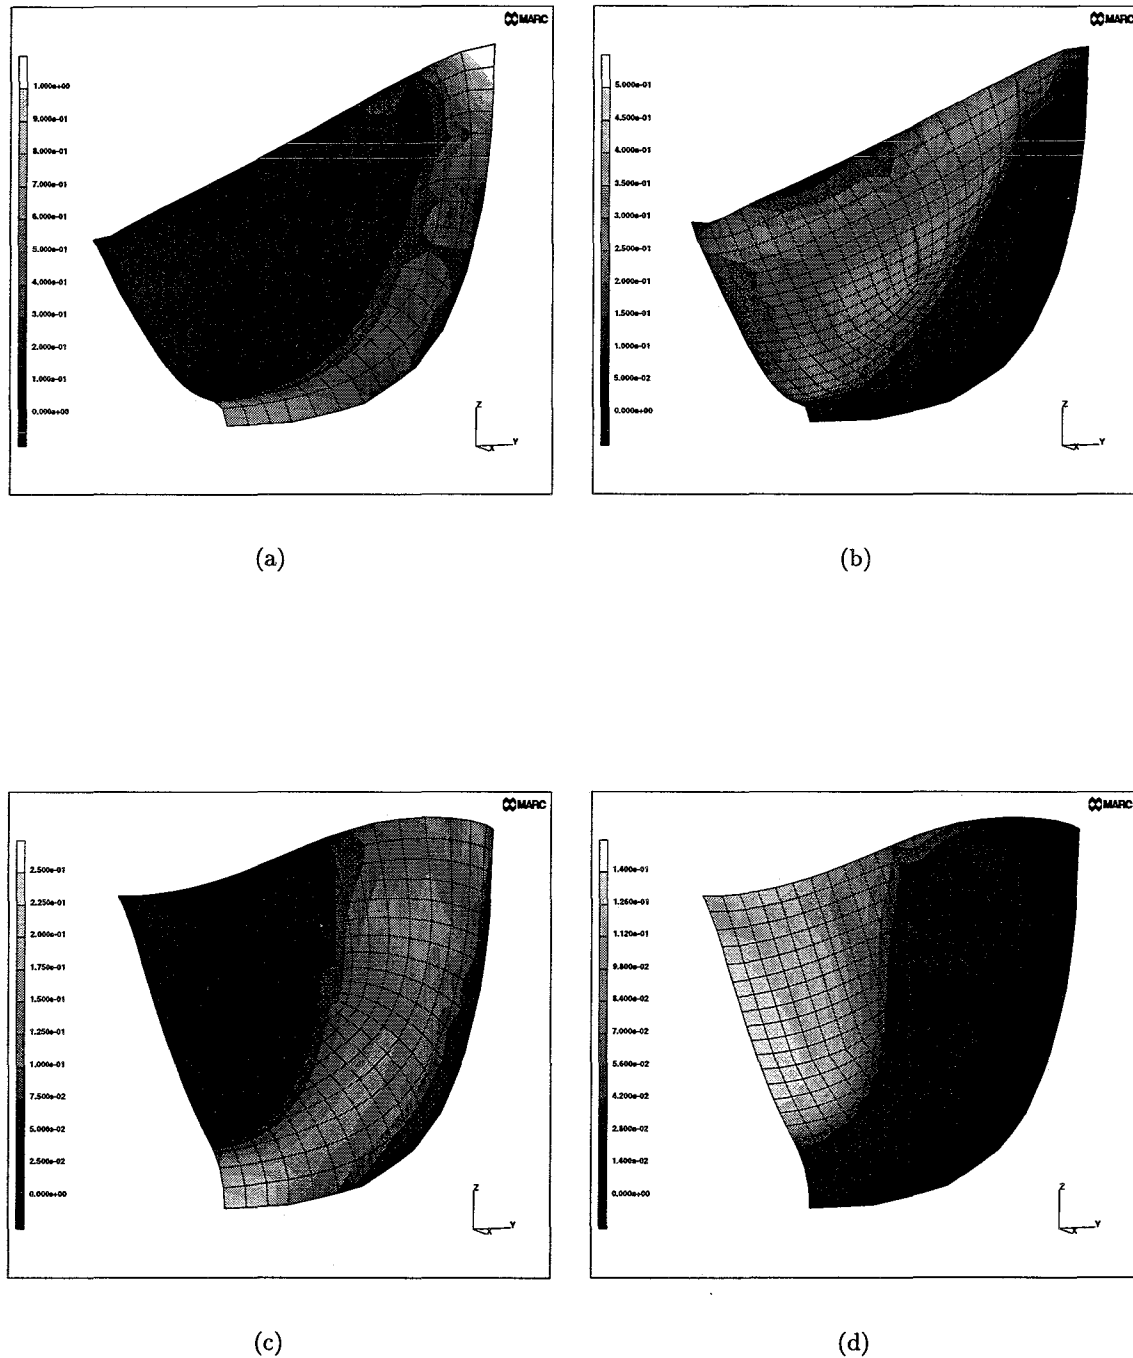 MARC
1.000e+00
9.000e-01
8.000e-01
7.000e-01
6.000e-01
5.000e-01
4.000e-01
3.000e-01
2.000e-01
1.000e-01
0.000e+00
Z
Y
X
(a)
MARC
5.000e-01
4.500e-01
4.000e-01
3.500e-01
3.000e-01
2.500e-01
2.000e-01
1.500e-01
1.000e-01
5.000e-02
0.000e+00
Z
Y
X
(b)
MARC
2.500e-01
2.250e-01
2.000e-01
1.750e-01
1.500e-01
1.250e-01
1.000e-01
7.500e-02
5.000e-02
2.500e-02
0.000e+00
Z
Y
X
(c)
MARC
1.400e-01
1.260e-01
1.120e-01
9.800e-02
8.400e-02
7.000e-02
5.600e-02
4.200e-02
2.800e-02
1.400e-02
0.000e+00
Z
Y
X
(d)